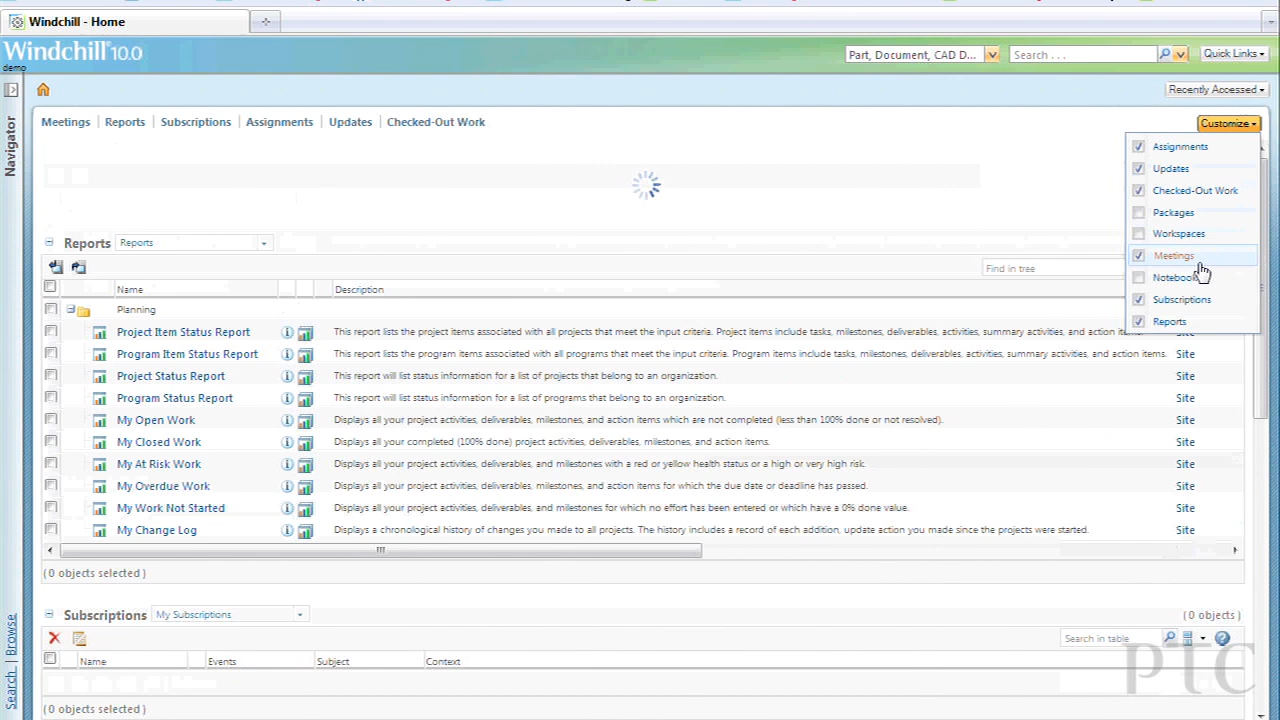 Windchill - Home
Windchill 10.0
demo
Part, Document, CAD D...
Search . . .
Quick Links
Recently Accessed
Navigator
Meetings | Reports | Subscriptions | Assignments | Updates | Checked-Out Work
Customize
Assignments
Updates
Checked-Out Work
Packages
Workspaces
Meetings
Subscriptions
Reports
Reports Reports
Find in tree
Name Description
Planning
Project Item Status Report This report lists the project items associated with all projects that meet the input criteria. Project items include tasks, milestones, deliverables, activities, summary activities, and action
Program Item Status Report This report lists the program items associated with all programs that meet the input criteria. Program items include tasks, milestones, deliverables, activities, summary activities, and action items. Site
Project Status Report This report will list status information for a list of projects that belong to an organization. Site
Program Status Report This report will list status information for a list of programs that belong to an organization. Site
My Open Work Displays all your project activities, deliverables, milestones, and action items which are not completed (less than 100% done or not resolved). Site
My Closed Work Displays all your completed (100% done) project activities, deliverables, milestones, and action items. Site
My At Risk Work Displays all your project activities, deliverables, and milestones with a red or yellow health status or a high or very high risk. Site
My Overdue Work Displays all your project activities, deliverables, milestones, and action items for which the due date or deadline has passed. Site
My Work Not Started Displays all your project activities, deliverables, and milestones for which no effort has been entered or which have a 0% done value. Site
My Change Log Displays a chronological history of changes you made to all projects. The history includes a record of each addition, update action you made since the projects were started. Site
( 0 objects selected )
Subscriptions My Subscriptions ( 0 objects )
Search in table
Name Events Subject Context
( 0 objects selected )
Search... | Browse
ptc